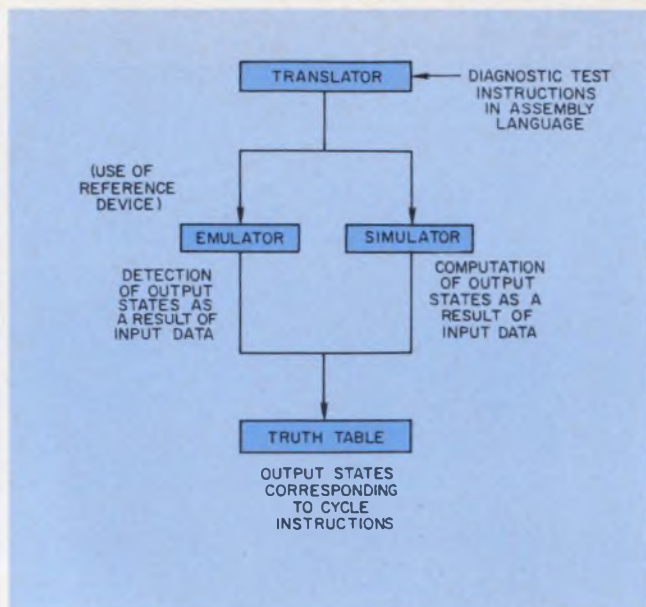 TRANSLATOR
DIAGNOSTIC TEST
INSTRUCTIONS
IN ASSEMBLY
LANGUAGE
(USE OF
REFERENCE
DEVICE)
EMULATOR
SIMULATOR
DETECTION
OF OUTPUT
STATES AS
A RESULT OF
INPUT DATA
COMPUTATION
OF OUTPUT
STATES AS A
RESULT OF
INPUT DATA
TRUTH TABLE
OUTPUT STATES
CORRESPONDING
TO CYCLE
INSTRUCTIONS